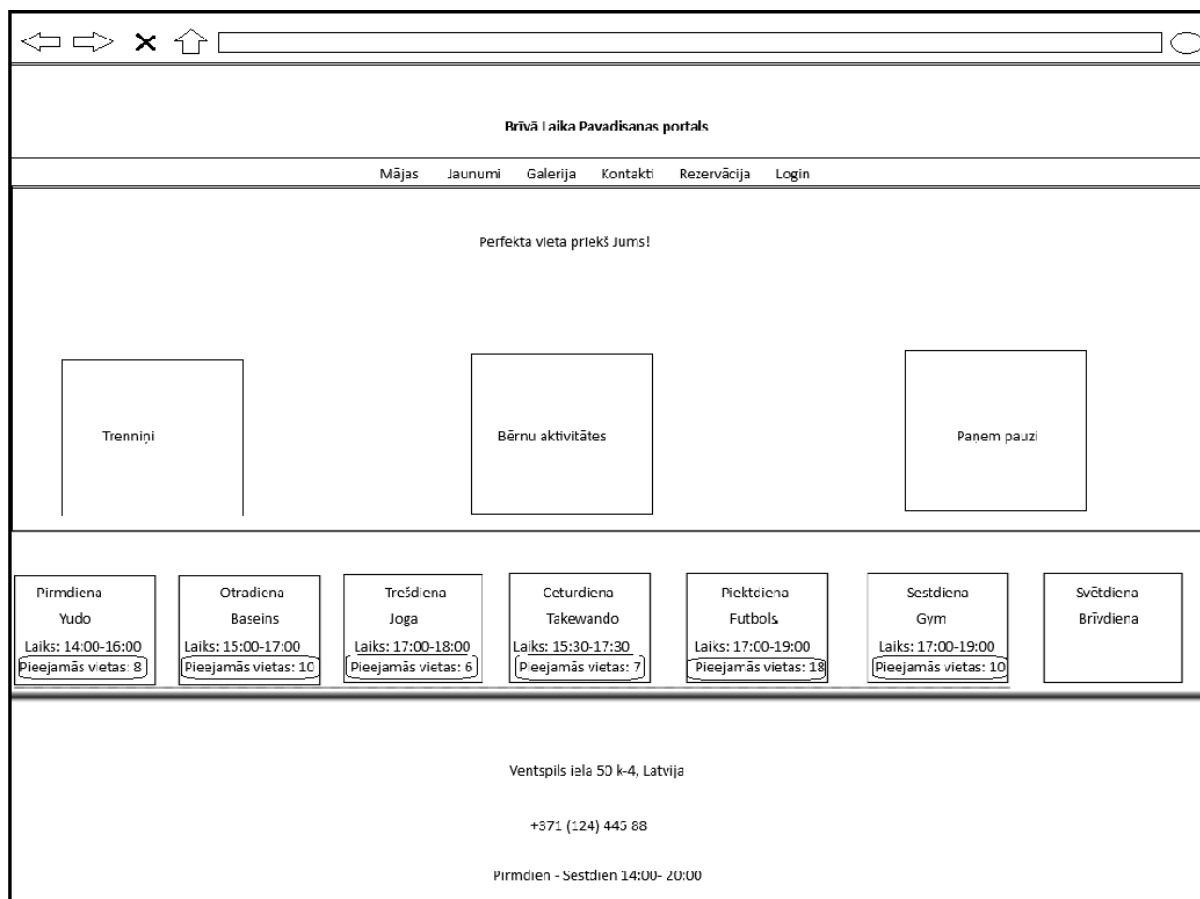 Brīvā Laika Pavadisanas portals
Mājas Jaunumi Galerija Kontakti Rezervācija Login
Perfekta vieta priekš Jums!
Trenniņi
Bērnu aktivitātes
Paņem pauzi
Pirmdiena
Yudo
Laiks: 14:00-16:00
Pieejamās vietas: 8
Otradiena
Baseins
Laiks: 15:00-17:00
Pieejamās vietas: 10
Trešdiena
Joga
Laiks: 17:00-18:00
Pieejamās vietas: 6
Ceturdiena
Takewando
Laiks: 15:30-17:30
Pieejamās vietas: 7
Piektdiena
Futbols
Laiks: 17:00-19:00
Pieejamās vietas: 18
Sestdiena
Gym
Laiks: 17:00-19:00
Pieejamās vietas: 10
Svētdiena
Brīvdiena
Ventspils iela 50 k-4, Latvija
+371 (124) 445 88
Pirmdien - Sestdien 14:00- 20:00